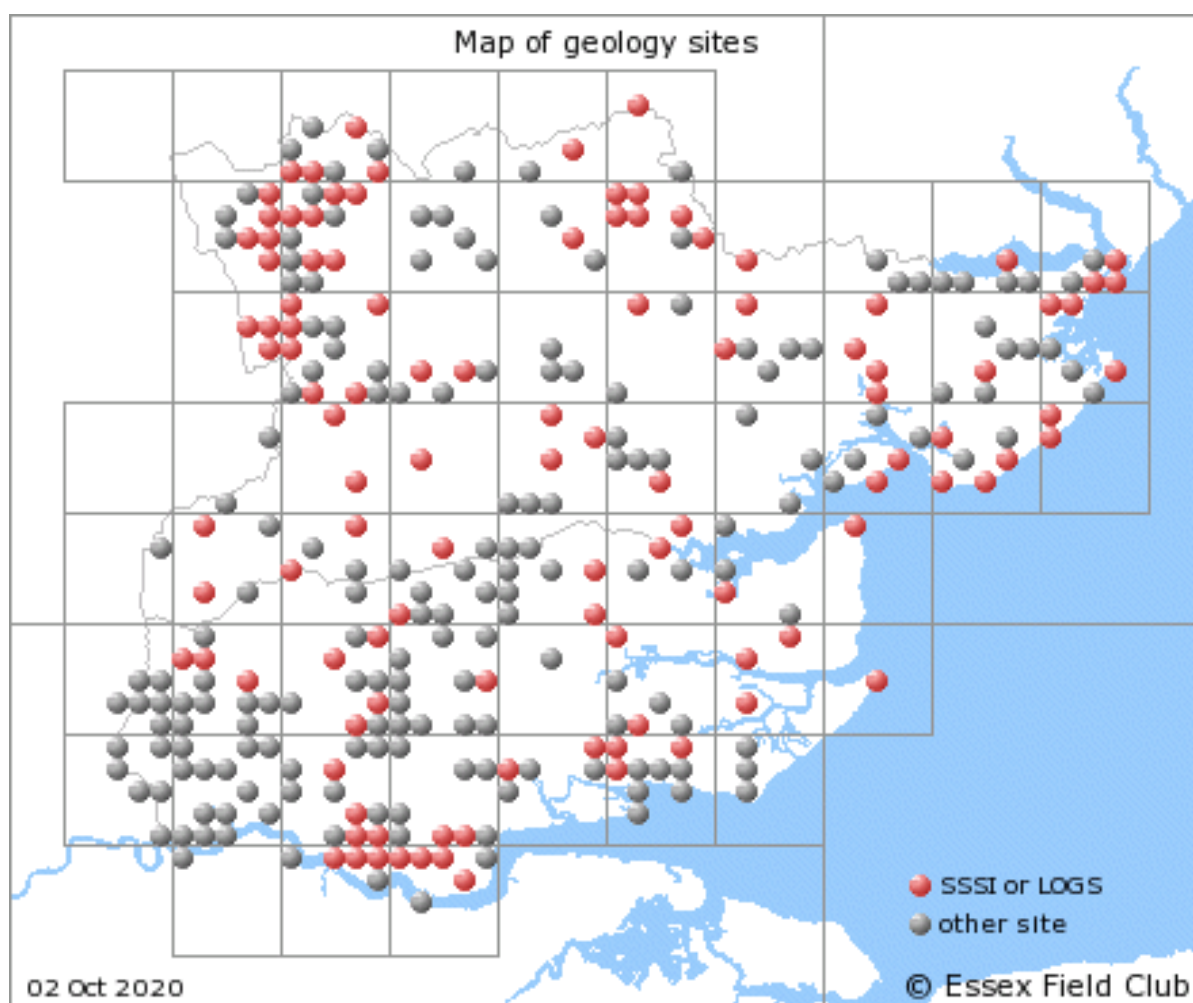 Map of geology sites
SSSI or LOGS
other site
02 Oct 2020
© Essex Field Club